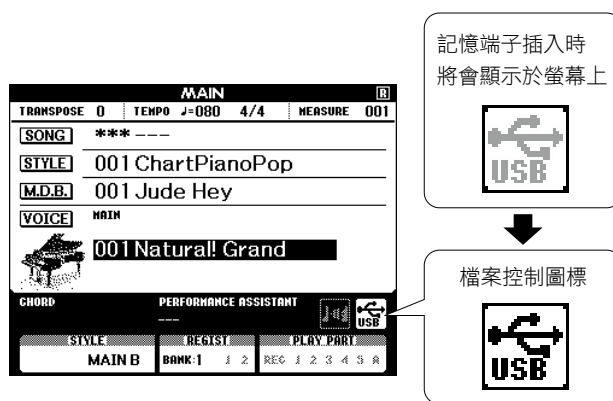 記憶端子插入時
將會顯示於螢幕上
USB
MAIN R
TRANSPOSE 0 TEMPO ♩=080 4/4 MEASURE 001
SONG *** ---
STYLE 001 ChartPianoPop
M.D.B. 001 Jude Hey
VOICE MAIN
001 Natural! Grand
CHORD PERFORMANCE ASSISTANT
---
USB
STYLE REGIST PLAY PART
MAIN B BANK:1 1 2 REG 1 2 3 4 5 A
檔案控制圖標
USB